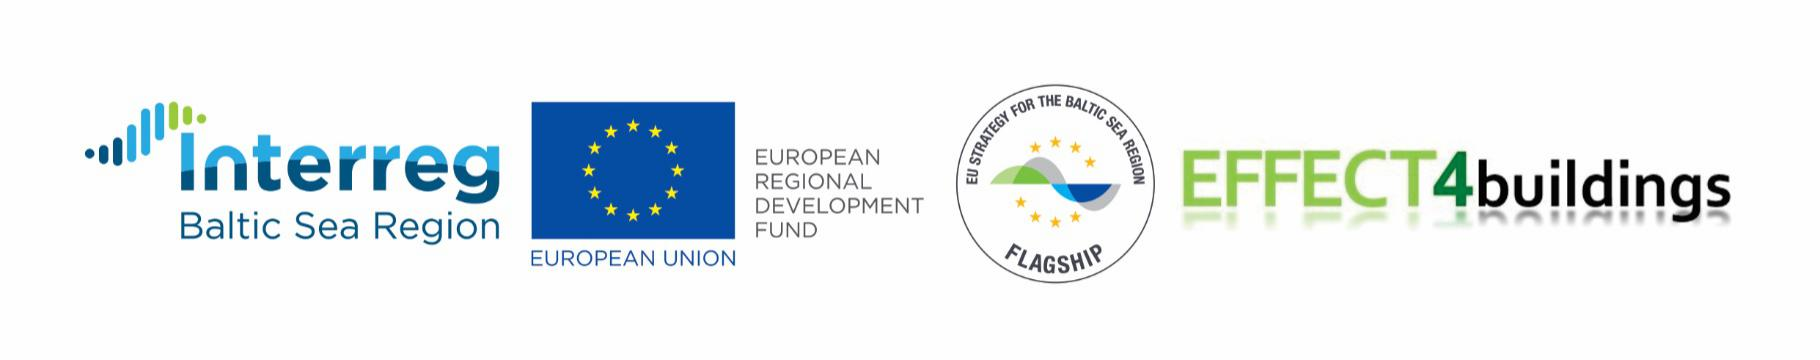 Interreg
Baltic Sea Region
EUROPEAN UNION
EUROPEAN
REGIONAL
DEVELOPMENT
FUND
EU STRATEGY FOR THE BALTIC SEA REGION
FLAGSHIP
EFFECT4buildings